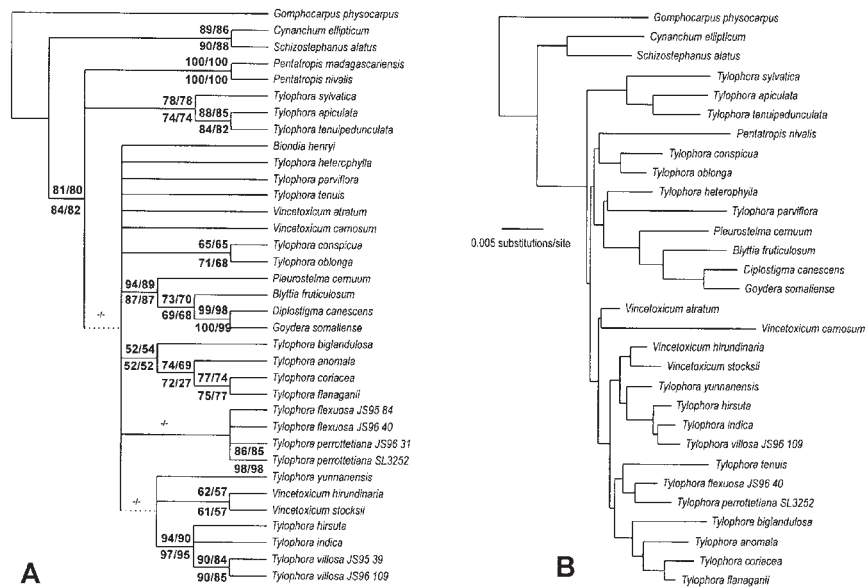 Gomphocarpus physocarpus
89/86
Cynanchum ellipticum
90/88
Schizostephanus alatus
100/100
Pentatropis madagascariensis
100/100
Pentatropis nivalis
78/78
Tylophora sylvatica
74/74
88/85
Tylophora apiculata
84/82
Tylophora tenuipedunculata
Biondia henryi
Tylophora heterophylla
Tylophora parviflora
81/80
Tylophora tenuis
84/82
Vincetoxicum atratum
Vincetoxicum carnosum
65/65
Tylophora conspicua
71/68
Tylophora oblonga
94/89
Pleurostelma cernuum
87/87
73/70
Blyttia fruticulosum
69/68
99/98
Diplostigma canescens
-/-
100/99
Goydera somaliense
52/54
Tylophora biglandulosa
52/52
74/69
Tylophora anomala
72/27
77/74
Tylophora coriacea
75/77
Tylophora flanaganii
Tylophora flexuosa JS95 84
-/-
Tylophora flexuosa JS96 40
Tylophora perrottetiana JS96 31
86/85
Tylophora perrottetiana SL3252
98/98
Tylophora yunnanensis
-/-
62/57
Vincetoxicum hirundinaria
61/57
Vincetoxicum stocksii
Tylophora hirsuta
94/90
Tylophora indica
97/95
90/84
Tylophora villosa JS95 39
90/85
Tylophora villosa JS96 109
A
Gomphocarpus physocarpus
Cynanchum ellipticum
Schizostephanus alatus
Tylophora sylvatica
Tylophora apiculata
Tylophora tenuipedunculata
Pentatropis nivalis
Tylophora conspicua
Tylophora oblonga
Tylophora heterophylla
Tylophora parviflora
Pleurostelma cernuum
0.005 substitutions/site
Blyttia fruticulosum
Diplostigma canescens
Goydera somaliense
Vincetoxicum atratum
Vincetoxicum carnosum
Vincetoxicum hirundinaria
Vincetoxicum stocksii
Tylophora yunnanensis
Tylophora hirsuta
Tylophora indica
Tylophora villosa JS96 109
Tylophora tenuis
Tylophora flexuosa JS96 40
Tylophora perrottetiana SL3252
Tylophora biglandulosa
Tylophora anomala
Tylophora coriacea
Tylophora flanaganii
B